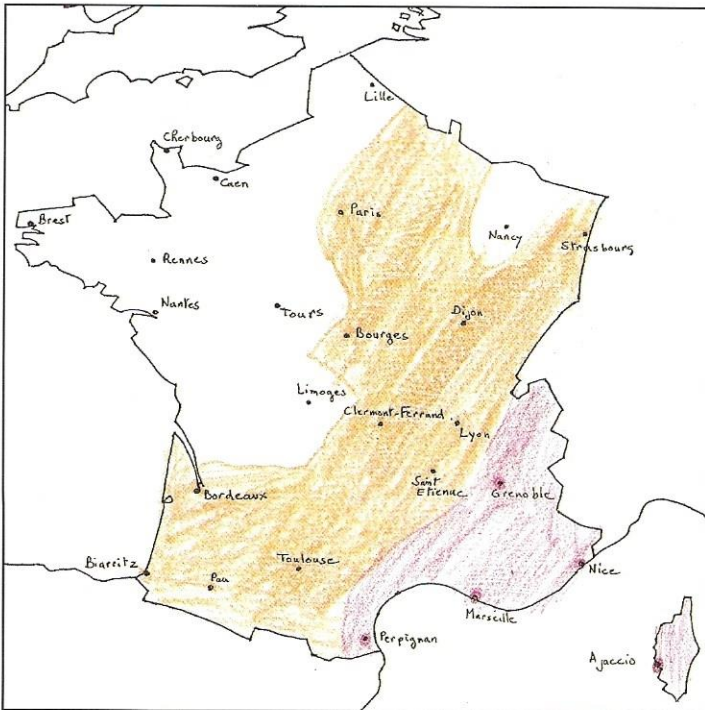 Lille
Cherbourg
Caen
Paris
Brest
Nancy
Strasbourg
Rennes
Nantes
Tours
Dijon
Bourges
Limoges
Clermont-Ferrand
Lyon
Saint
Etienne
Grenoble
Bordeaux
Biarritz
Pau
Toulouse
Nice
Marseille
Perpignan
Ajaccio